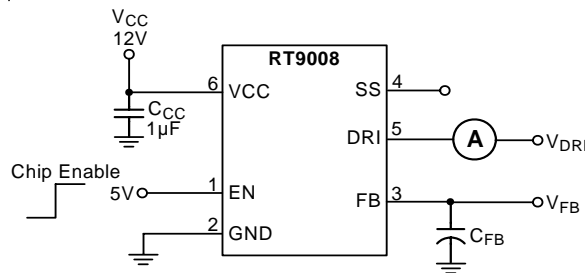 VCC
12V
RT9008
6
VCC
SS
4
CCC
1µF
DRI
5
A
VDRI
Chip Enable
5V
1
EN
FB
3
VFB
2
GND
CFB